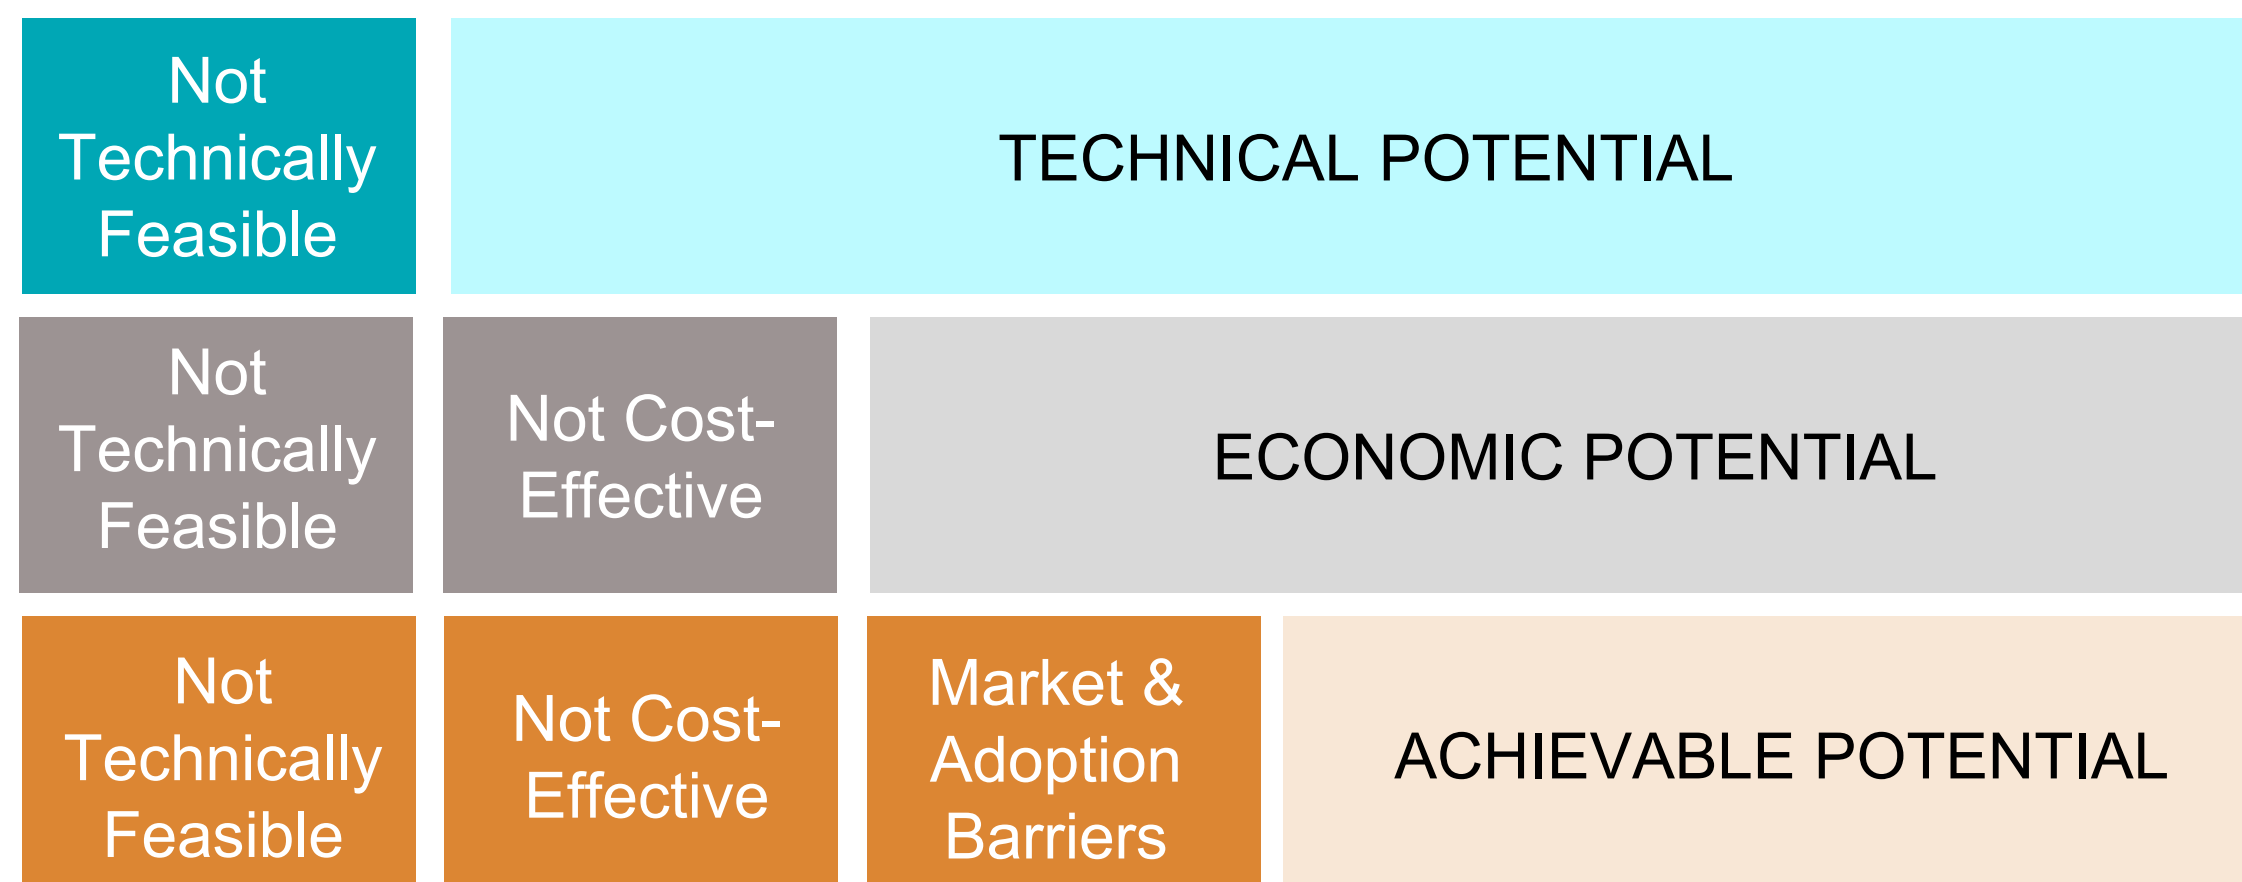 Not
Technically
Feasible
TECHNICAL POTENTIAL
Not
Technically
Feasible
Not Cost-
Effective
ECONOMIC POTENTIAL
Not
Technically
Feasible
Not Cost-
Effective
Market &
Adoption
Barriers
ACHIEVABLE POTENTIAL